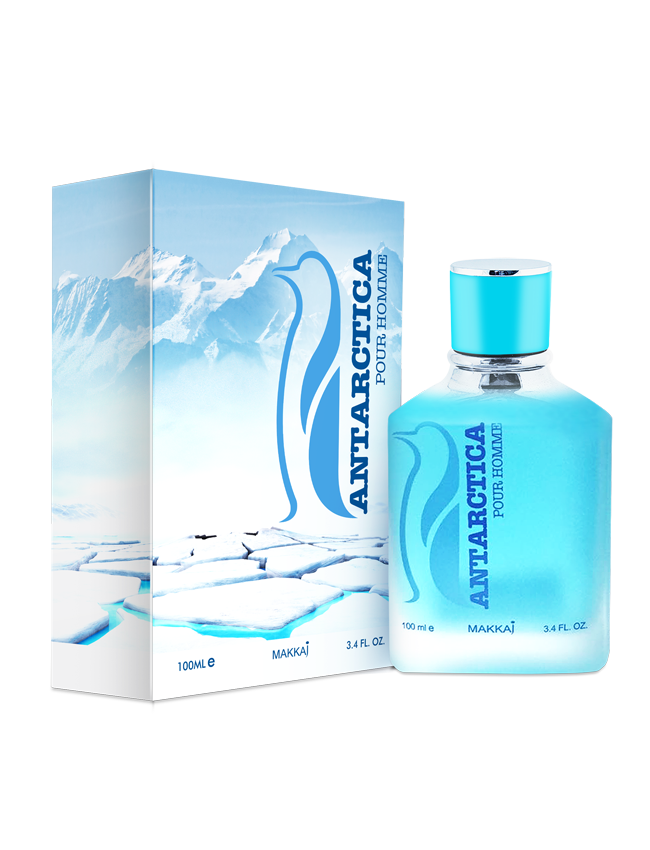 ANTARCTICA
POUR HOMME
100ML e
MAKKAj
3.4 FL. OZ.
ANTARCTICA
POUR HOMME
100 ml e
MAKKAj
3.4 FL. OZ.